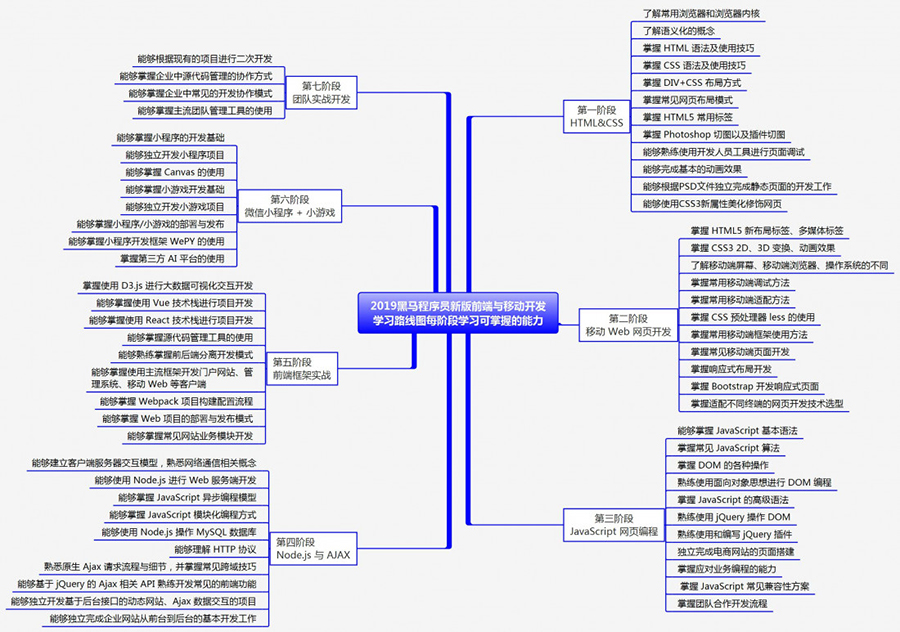 2019黑马程序员新版前端与移动开发
学习路线图每阶段学习可掌握的能力
第一阶段
HTML&CSS
了解常用浏览器和浏览器内核
了解语义化的概念
掌握 HTML 语法及使用技巧
掌握 CSS 语法及使用技巧
掌握 DIV+CSS 布局方式
掌握常见网页布局模式
掌握 HTML5 常用标签
掌握 Photoshop 切图以及插件切图
能够熟练使用开发人员工具进行页面调试
能够完成基本的动画效果
能够根据PSD文件独立完成静态页面的开发工作
能够使用CSS3新属性美化修饰网页
第二阶段
移动 Web 网页开发
掌握 HTML5 新布局标签、多媒体标签
掌握 CSS3 2D、3D 变换、动画效果
了解移动端屏幕、移动端浏览器、操作系统的不同
掌握常用移动端调试方法
掌握常用移动端适配方法
掌握 CSS 预处理器 less 的使用
掌握常用移动端框架使用方法
掌握常见移动端页面开发
掌握响应式布局开发
掌握 Bootstrap 开发响应式页面
掌握适配不同终端的网页开发技术选型
第三阶段
JavaScript 网页编程
能够掌握 JavaScript 基本语法
掌握常见 JavaScript 算法
掌握 DOM 的各种操作
熟练使用面向对象思想进行 DOM 编程
掌握 JavaScript 的高级语法
熟练使用 jQuery 操作 DOM
熟练使用和编写 jQuery 插件
独立完成电商网站的页面搭建
掌握应对业务编程的能力
掌握 JavaScript 常见兼容性方案
掌握团队合作开发流程
第四阶段
Node.js 与 AJAX
能够建立客户端服务器交互模型，熟悉网络通信相关概念
能够使用 Node.js 进行 Web 服务端开发
能够掌握 JavaScript 异步编程模型
能够掌握 JavaScript 模块化编程方式
能够使用 Node.js 操作 MySQL 数据库
能够理解 HTTP 协议
熟悉原生 Ajax 请求流程与细节，并掌握常见跨域技巧
能够基于 jQuery 的 Ajax 相关 API 熟练开发常见的前端功能
能够独立开发基于后台接口的动态网站、Ajax 数据交互的项目
能够独立完成企业网站从前台到后台的基本开发工作
第五阶段
前端框架实战
掌握使用 D3.js 进行大数据可视化交互开发
能够掌握使用 Vue 技术栈进行项目开发
能够掌握使用 React 技术栈进行项目开发
能够掌握源代码管理工具的使用
能够熟练掌握前后端分离开发模式
能够掌握使用主流框架开发门户网站、管
理系统、移动 Web 等客户端
能够掌握 Webpack 项目构建配置流程
能够掌握 Web 项目的部署与发布模式
能够掌握常见网站业务模块开发
第六阶段
微信小程序 + 小游戏
能够掌握小程序的开发基础
能够独立开发小程序项目
能够掌握 Canvas 的使用
能够掌握小游戏开发基础
能够独立开发小游戏项目
能够掌握小程序/小游戏的部署与发布
能够掌握小程序开发框架 WePY 的使用
掌握第三方 AI 平台的使用
第七阶段
团队实战开发
能够根据现有的项目进行二次开发
能够掌握企业中源代码管理的协作方式
能够掌握企业中常见的开发协作模式
能够掌握主流团队管理工具的使用